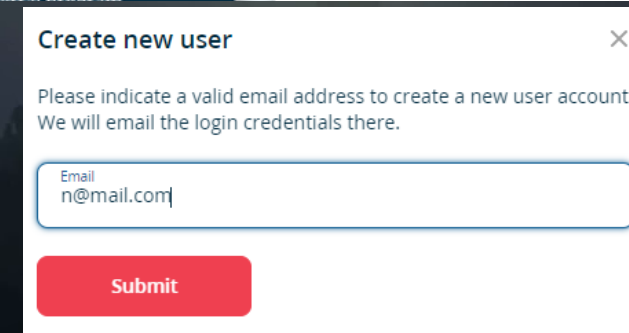 Create new user
Please indicate a valid email address to create a new user account
We will email the login credentials there.
Email
n@mail.com
Submit